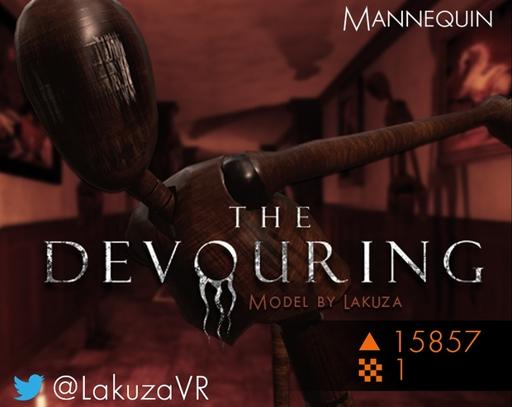 MANNEQUIN
THE
DEVOURING
MODEL BY LAKUZA
15857
1
@LakuzaVR